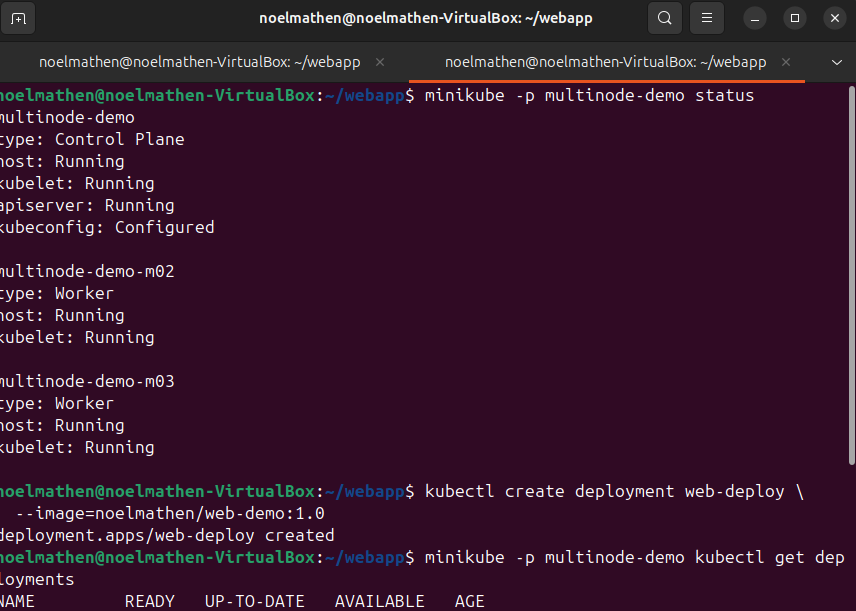 noelmathen@noelmathen-VirtualBox: ~/webapp
noelmathen@noelmathen-VirtualBox: ~/webapp
noelmathen@noelmathen-VirtualBox: ~/webapp
noelmathen@noelmathen-VirtualBox:~/webapp$ minikube -p multinode-demo status
multinode-demo
type: Control Plane
host: Running
kubelet: Running
apiserver: Running
kubeconfig: Configured
multinode-demo-m02
type: Worker
host: Running
kubelet: Running
multinode-demo-m03
type: Worker
host: Running
kubelet: Running
noelmathen@noelmathen-VirtualBox:~/webapp$ kubectl create deployment web-deploy \
--image=noelmathen/web-demo:1.0
deployment.apps/web-deploy created
noelmathen@noelmathen-VirtualBox:~/webapp$ minikube -p multinode-demo kubectl get dep
loyments
NAME READY UP-TO-DATE AVAILABLE AGE